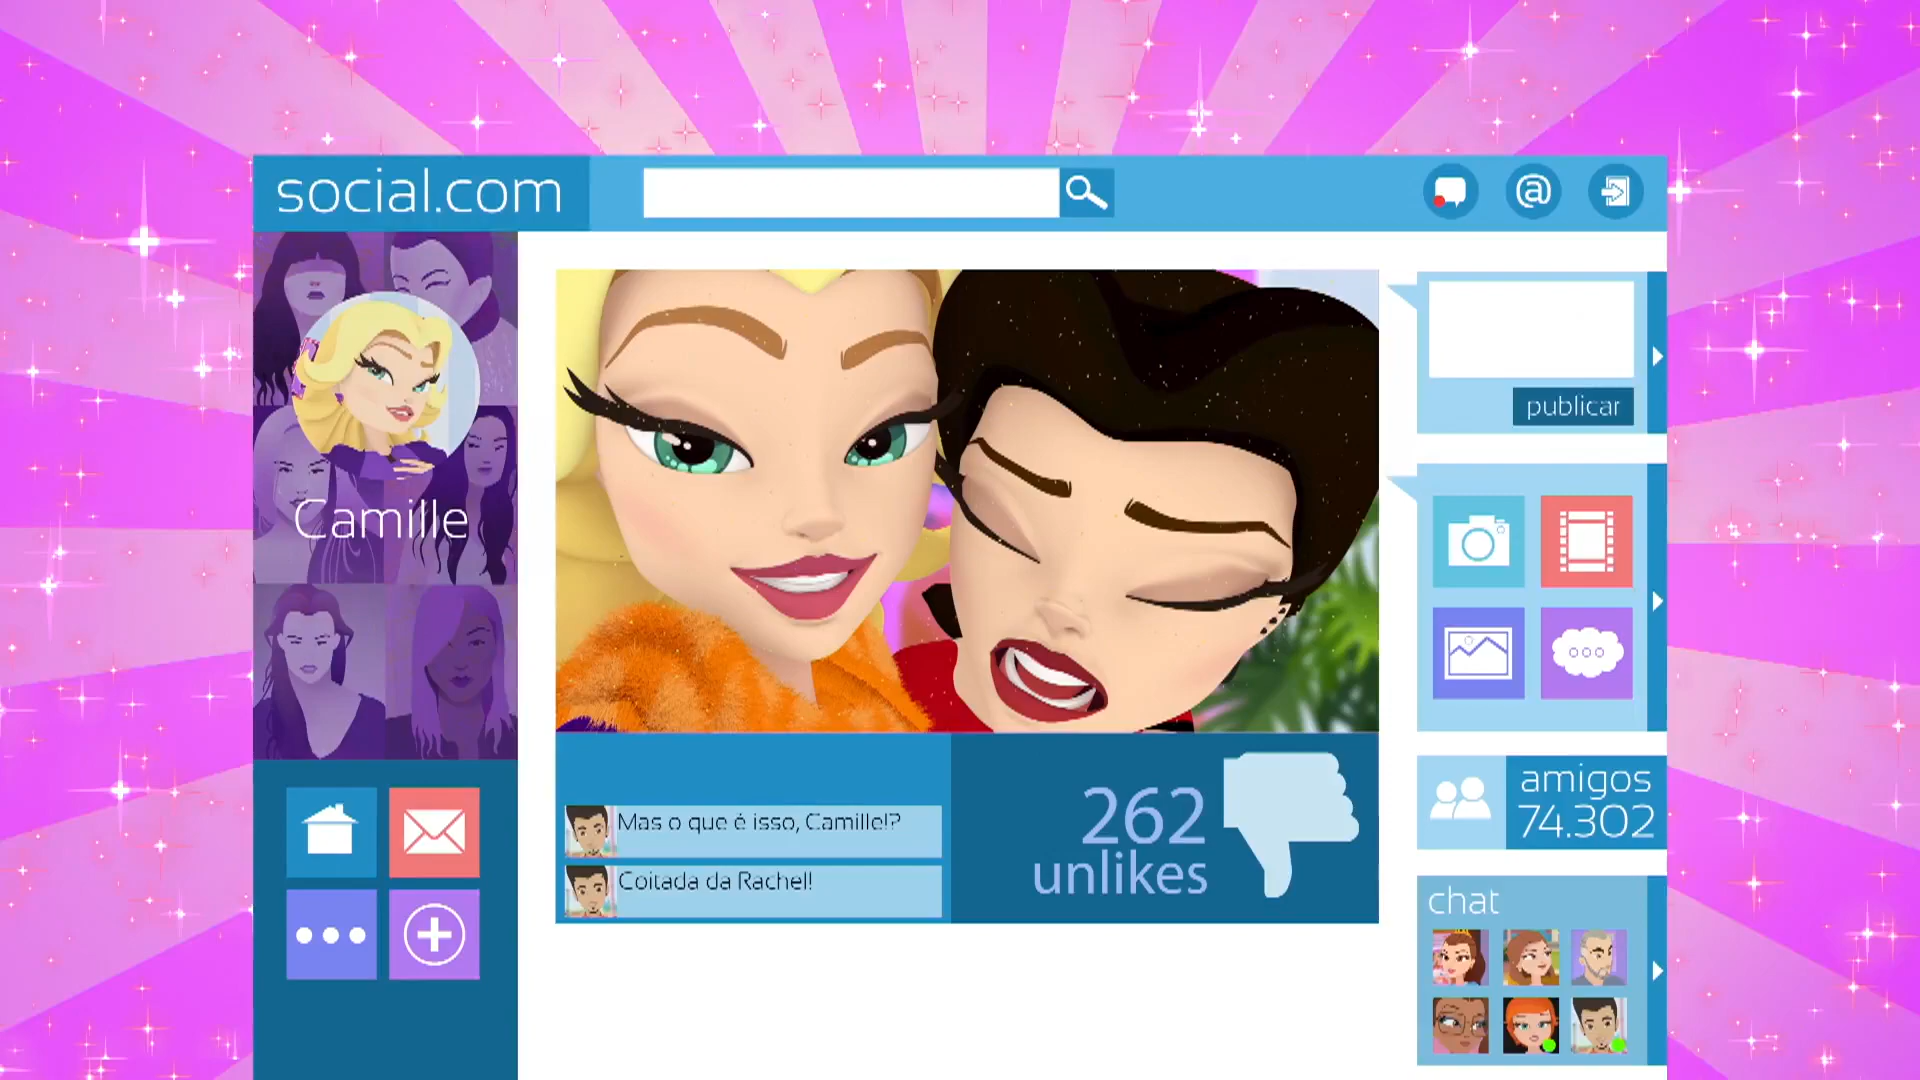 social.com
@
Camille
publicar
Mas o que é isso, Camille!?
Coitada da Rachel!
262
unlikes
amigos
74.302
chat